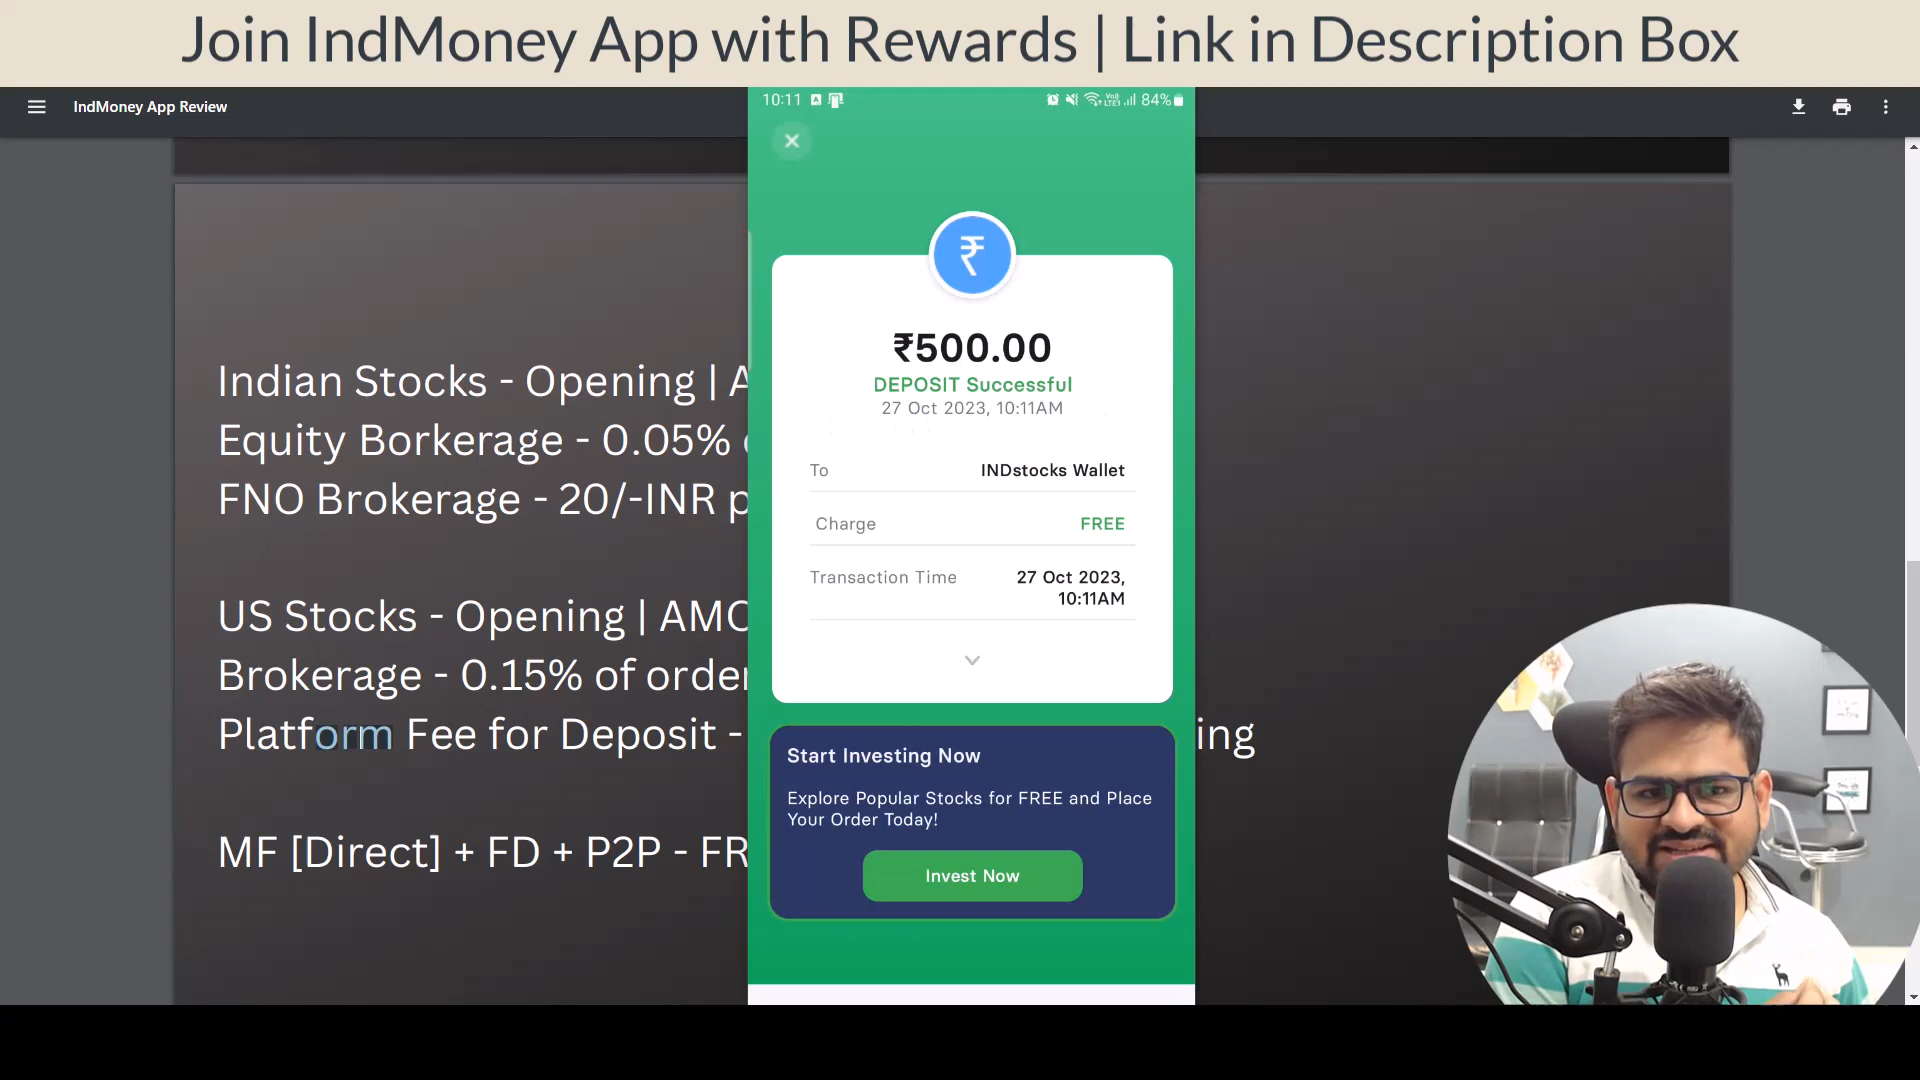 Join IndMoney App with Rewards | Link in Description Box
IndMoney App Review
10:11
84%
₹
₹500.00
DEPOSIT Successful
27 Oct 2023, 10:11AM
To INDstocks Wallet
Charge FREE
Transaction Time 27 Oct 2023,
10:11AM
Start Investing Now
Explore Popular Stocks for FREE and Place
Your Order Today!
Invest Now
Indian Stocks - Opening |
Equity Borkerage - 0.05%
FNO Brokerage - 20/-INR
US Stocks - Opening |
Brokerage - 0.15% of
Platform Fee for Deposit -
MF [Direct] + FD + P2P -